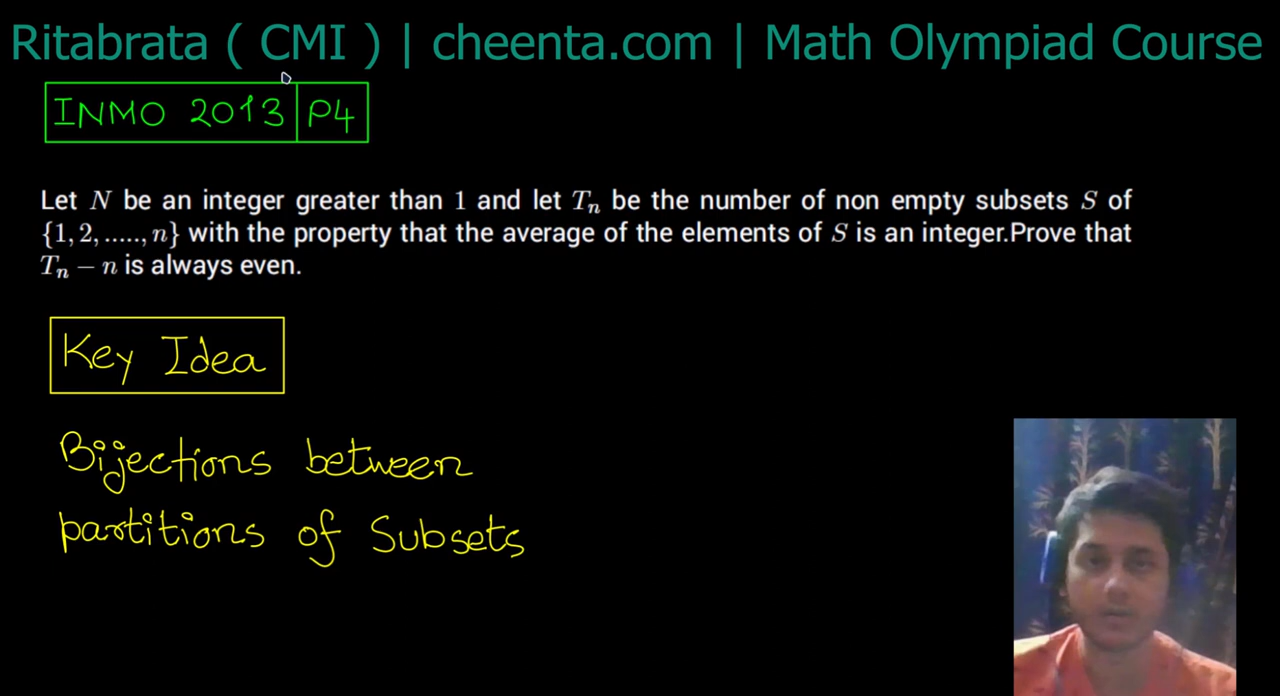 Ritabrata ( CMI ) | cheenta.com | Math Olympiad Course
INMO 2013 P4
Let N be an integer greater than 1 and let Tₙ be the number of non empty subsets S of
{1, 2, ....., n} with the property that the average of the elements of S is an integer.Prove that
Tₙ − n is always even.
Key Idea
Bijections between
partitions of Subsets